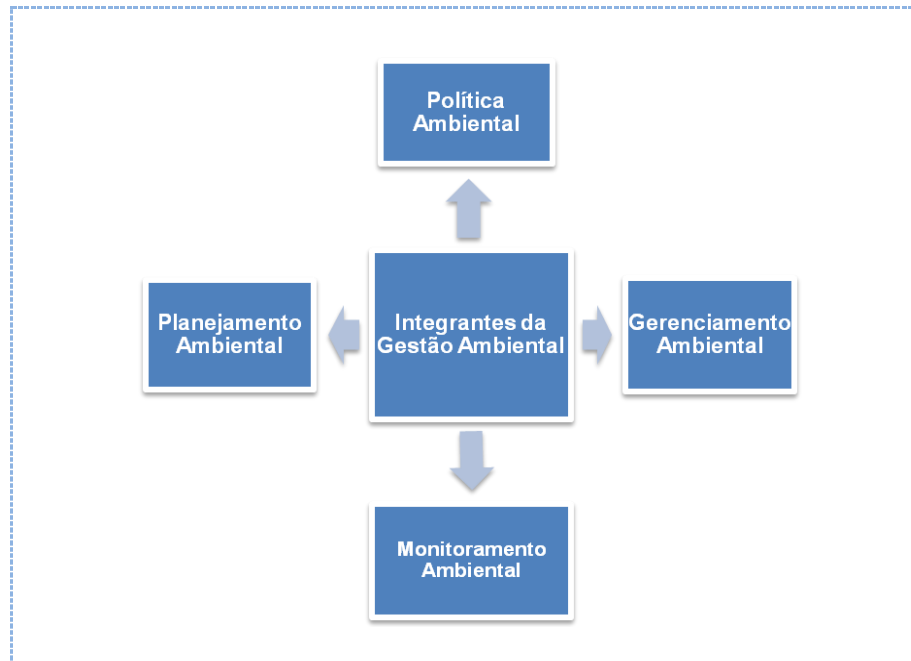 Política
Ambiental
Planejamento
Ambiental
Integrantes da
Gestão Ambiental
Gerenciamento
Ambiental
Monitoramento
Ambiental